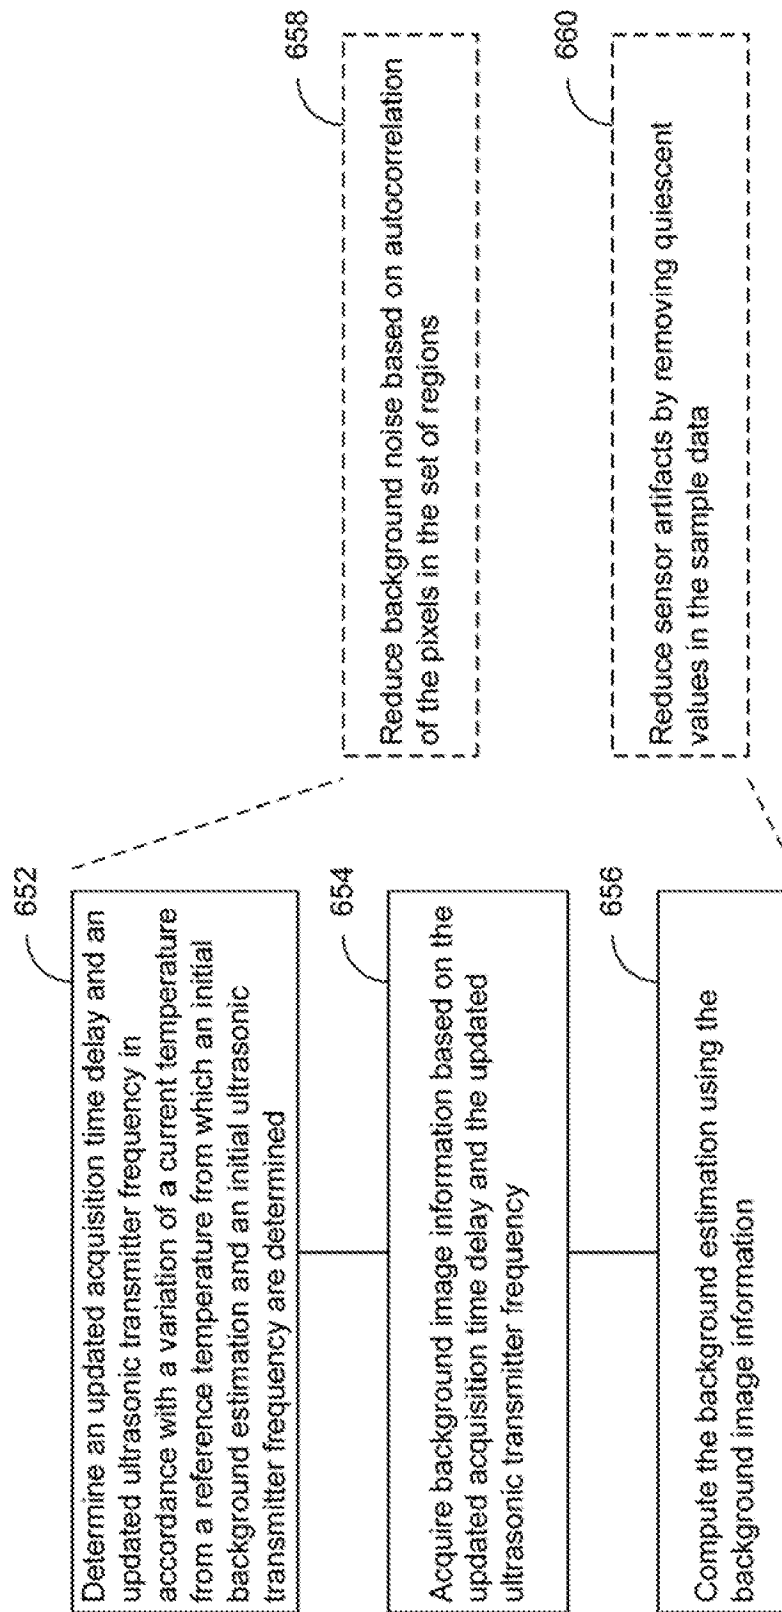 652
Determine an updated acquisition time delay and an
updated ultrasonic transmitter frequency in
accordance with a variation of a current temperature
from a reference temperature from which an initial
background estimation and an initial ultrasonic
transmitter frequency are determined
654
Acquire background image information based on the
updated acquisition time delay and the updated
ultrasonic transmitter frequency
656
Compute the background estimation using the
background image information
658
Reduce background noise based on autocorrelation
of the pixels in the set of regions
660
Reduce sensor artifacts by removing quiescent
values in the sample data